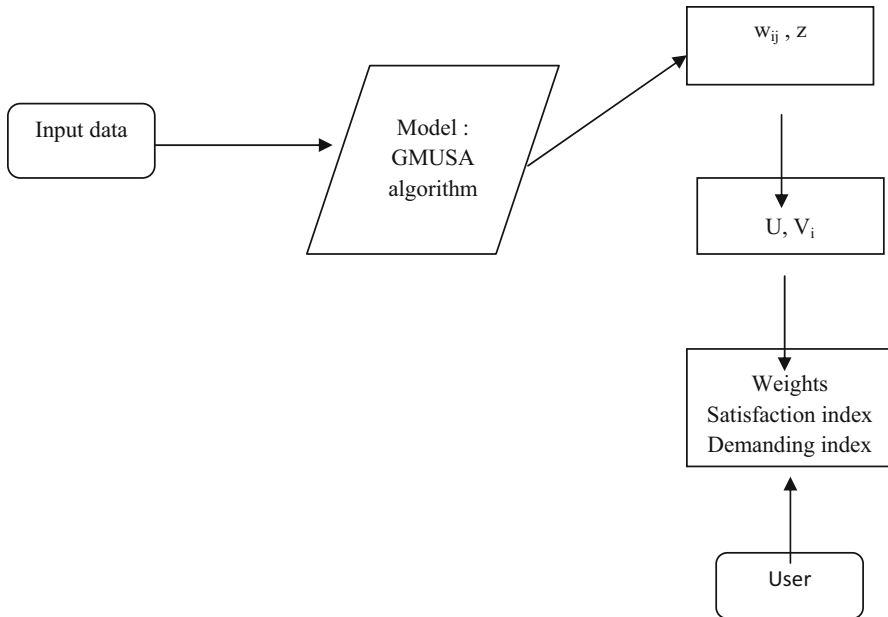 Input data
Model :
GMUSA
algorithm
wij , z
U, Vi
Weights
Satisfaction index
Demanding index
User